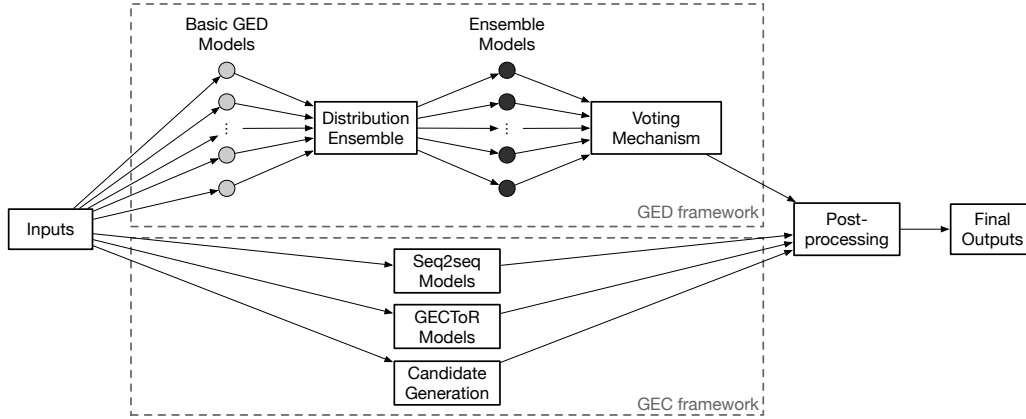 Basic GED
Models
Ensemble
Models
...
Distribution
Ensemble
...
Voting
Mechanism
GED framework
Inputs
Post-
processing
Final
Outputs
Seq2seq
Models
GECToR
Models
Candidate
Generation
GEC framework